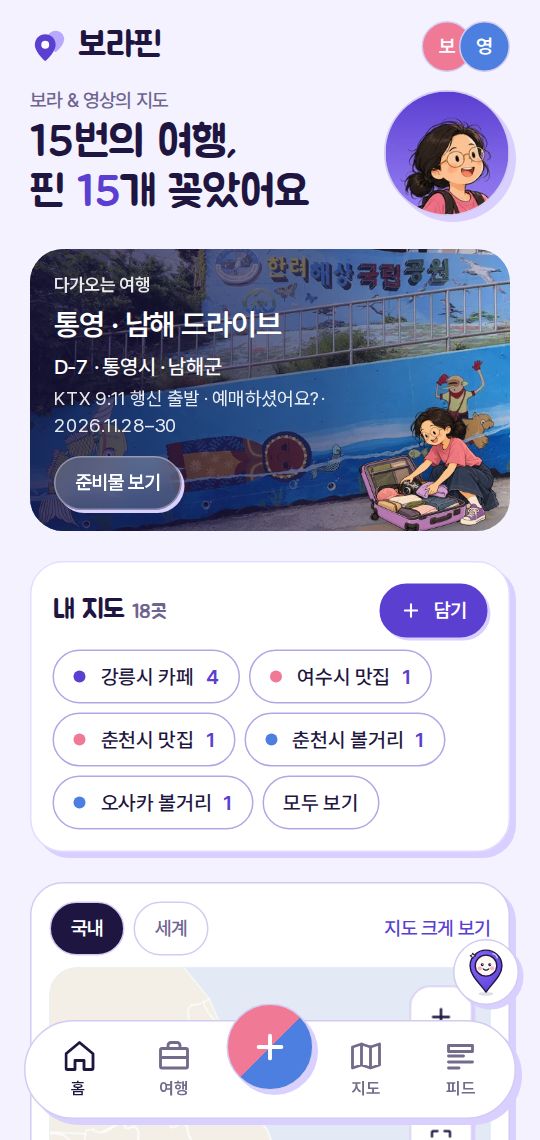 보라핀
보 영
보라 & 영상의 지도
15번의 여행,
핀 15개 꽂았어요
한려해상국립공원
다가오는 여행
통영 · 남해 드라이브
D-7 · 통영시 · 남해군
KTX 9:11 행신 출발 · 예매하셨어요? ·
2026.11.28–30
준비물 보기
내 지도 18곳
+ 담기
강릉시 카페 4
여수시 맛집 1
춘천시 맛집 1
춘천시 볼거리 1
오사카 볼거리 1
모두 보기
국내 세계 지도 크게 보기
홈 여행 지도 피드